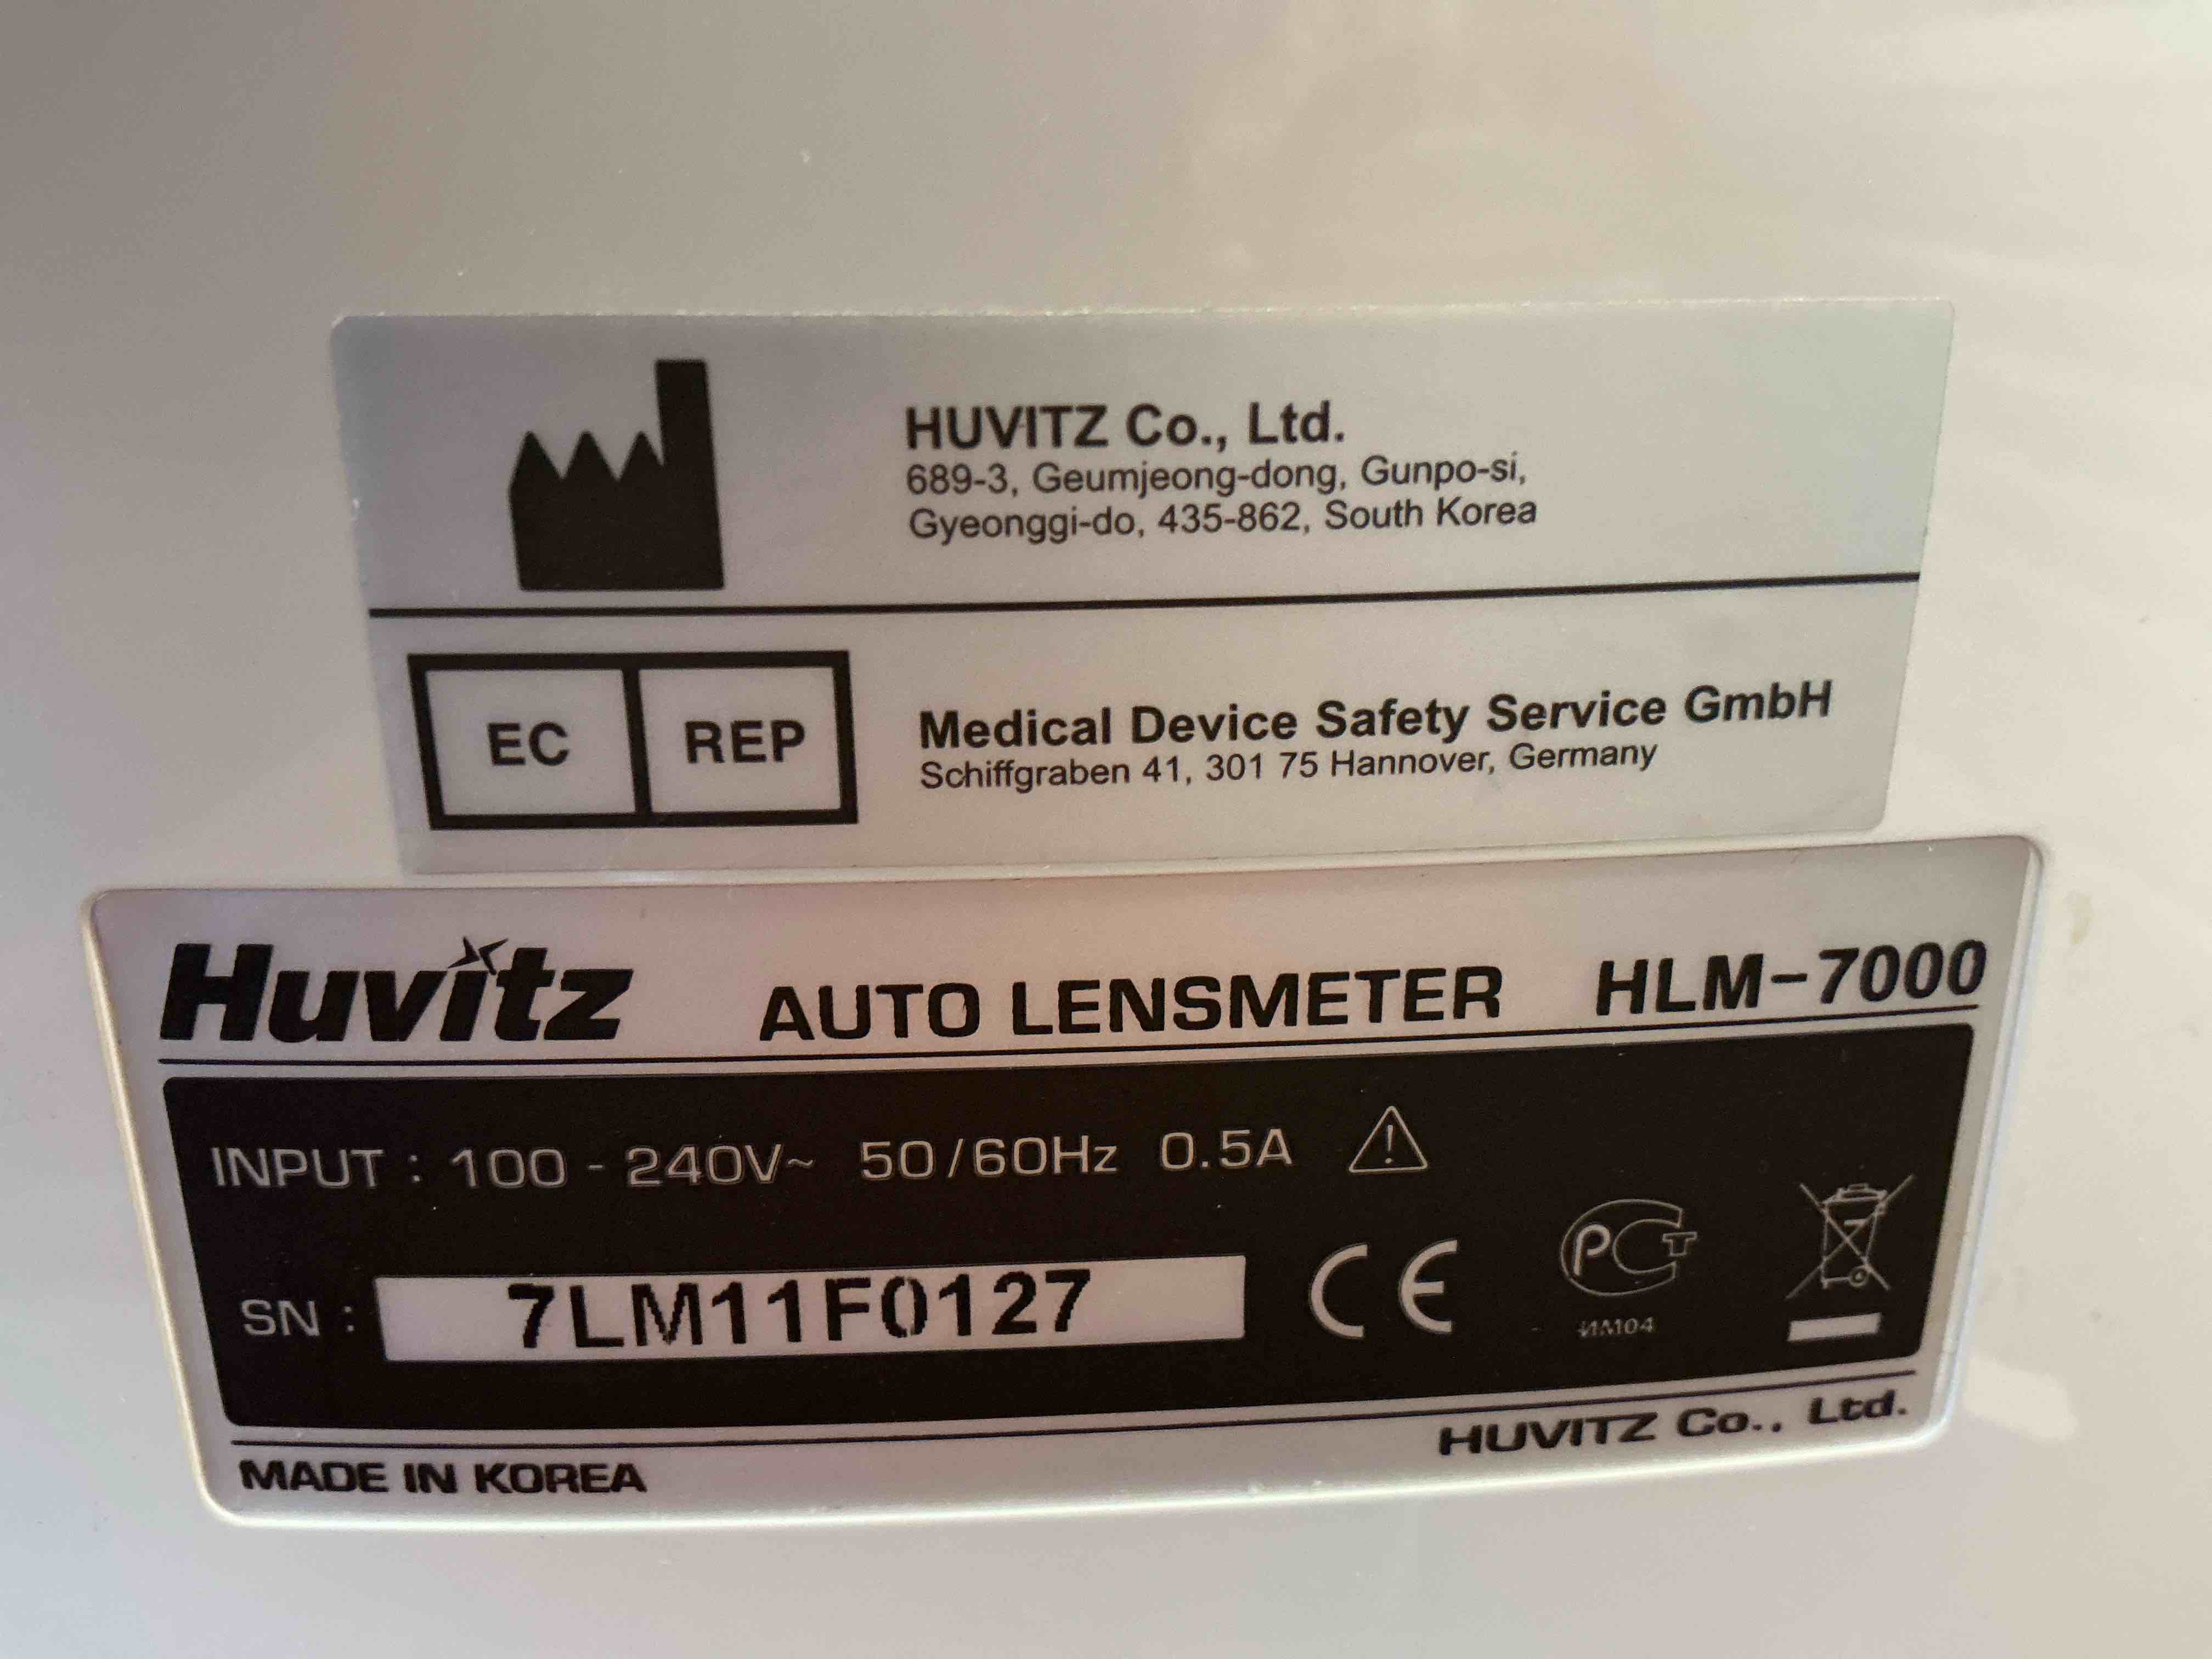 HUVITZ Co., Ltd.
689-3, Geumjeong-dong, Gunpo-si,
Gyeonggi-do, 435-862, South Korea
EC REP
Medical Device Safety Service GmbH
Schiffgraben 41, 301 75 Hannover, Germany
Huvitz AUTO LENSMETER HLM-7000
INPUT : 100 - 240V~ 50/60Hz 0.5A
SN : 7LM11F0127
CE
MADE IN KOREA
HUVITZ Co., Ltd.